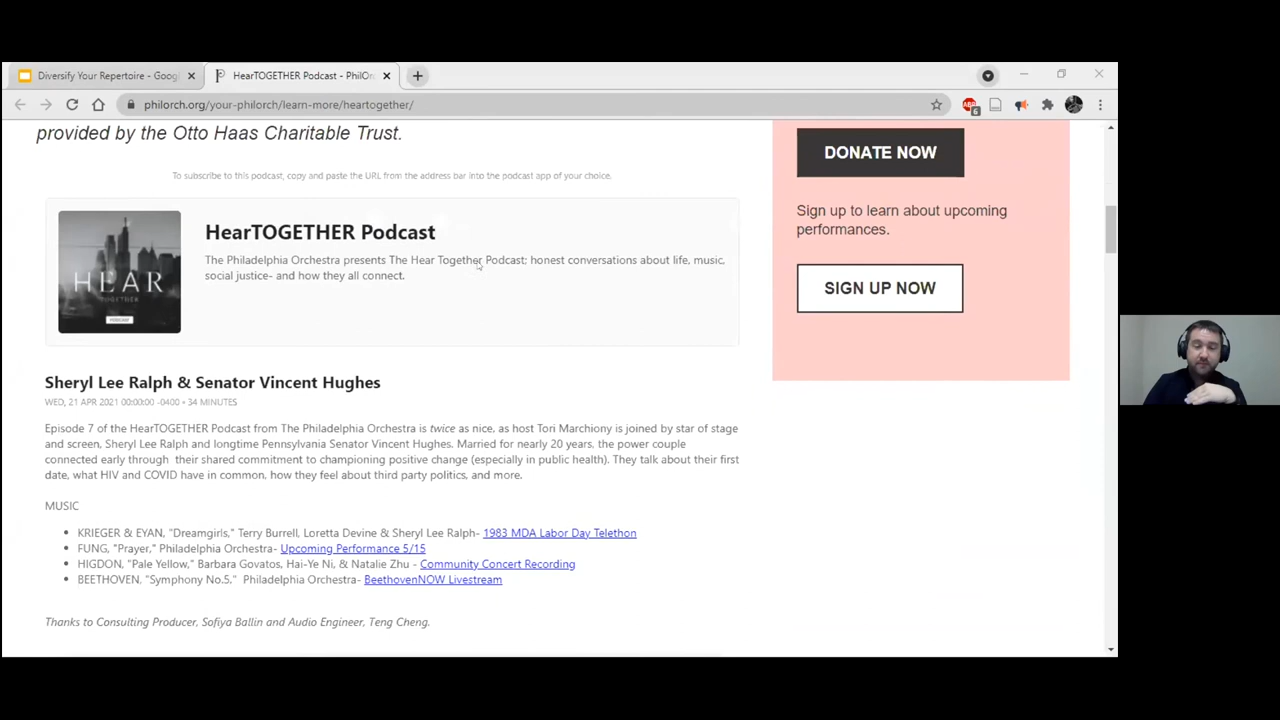 Diversify Your Repertoire - Goog
HearTOGETHER Podcast - PhilOr
philorch.org/your-philorch/learn-more/heartogether/
ABP
6
provided by the Otto Haas Charitable Trust.
To subscribe to this podcast, copy and paste the URL from the address bar into the podcast app of your choice.
HEAR
TOGETHER
PODCAST
HearTOGETHER Podcast
The Philadelphia Orchestra presents The Hear Together Podcast; honest conversations about life, music,
social justice- and how they all connect.
DONATE NOW
Sign up to learn about upcoming
performances.
SIGN UP NOW
Sheryl Lee Ralph & Senator Vincent Hughes
WED, 21 APR 2021 00:00:00 -0400 • 34 MINUTES
Episode 7 of the HearTOGETHER Podcast from The Philadelphia Orchestra is twice as nice, as host Tori Marchiony is joined by star of stage
and screen, Sheryl Lee Ralph and longtime Pennsylvania Senator Vincent Hughes. Married for nearly 20 years, the power couple
connected early through their shared commitment to championing positive change (especially in public health). They talk about their first
date, what HIV and COVID have in common, how they feel about third party politics, and more.
MUSIC
KRIEGER & EYAN, "Dreamgirls," Terry Burrell, Loretta Devine & Sheryl Lee Ralph- 1983 MDA Labor Day Telethon
FUNG, "Prayer," Philadelphia Orchestra- Upcoming Performance 5/15
HIGDON, "Pale Yellow," Barbara Govatos, Hai-Ye Ni, & Natalie Zhu - Community Concert Recording
BEETHOVEN, "Symphony No.5," Philadelphia Orchestra- BeethovenNOW Livestream
Thanks to Consulting Producer, Sofiya Ballin and Audio Engineer, Teng Cheng.